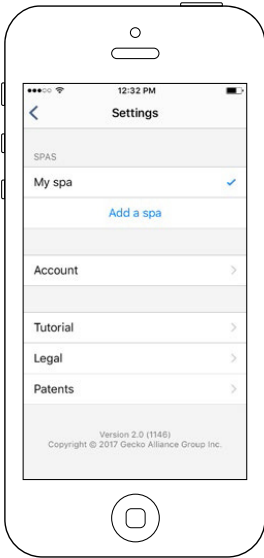 12:32 PM
Settings
SPAS
My spa
Add a spa
Account
Tutorial
Legal
Patents
Version 2.0 (1146)
Copyright © 2017 Gecko Alliance Group Inc.